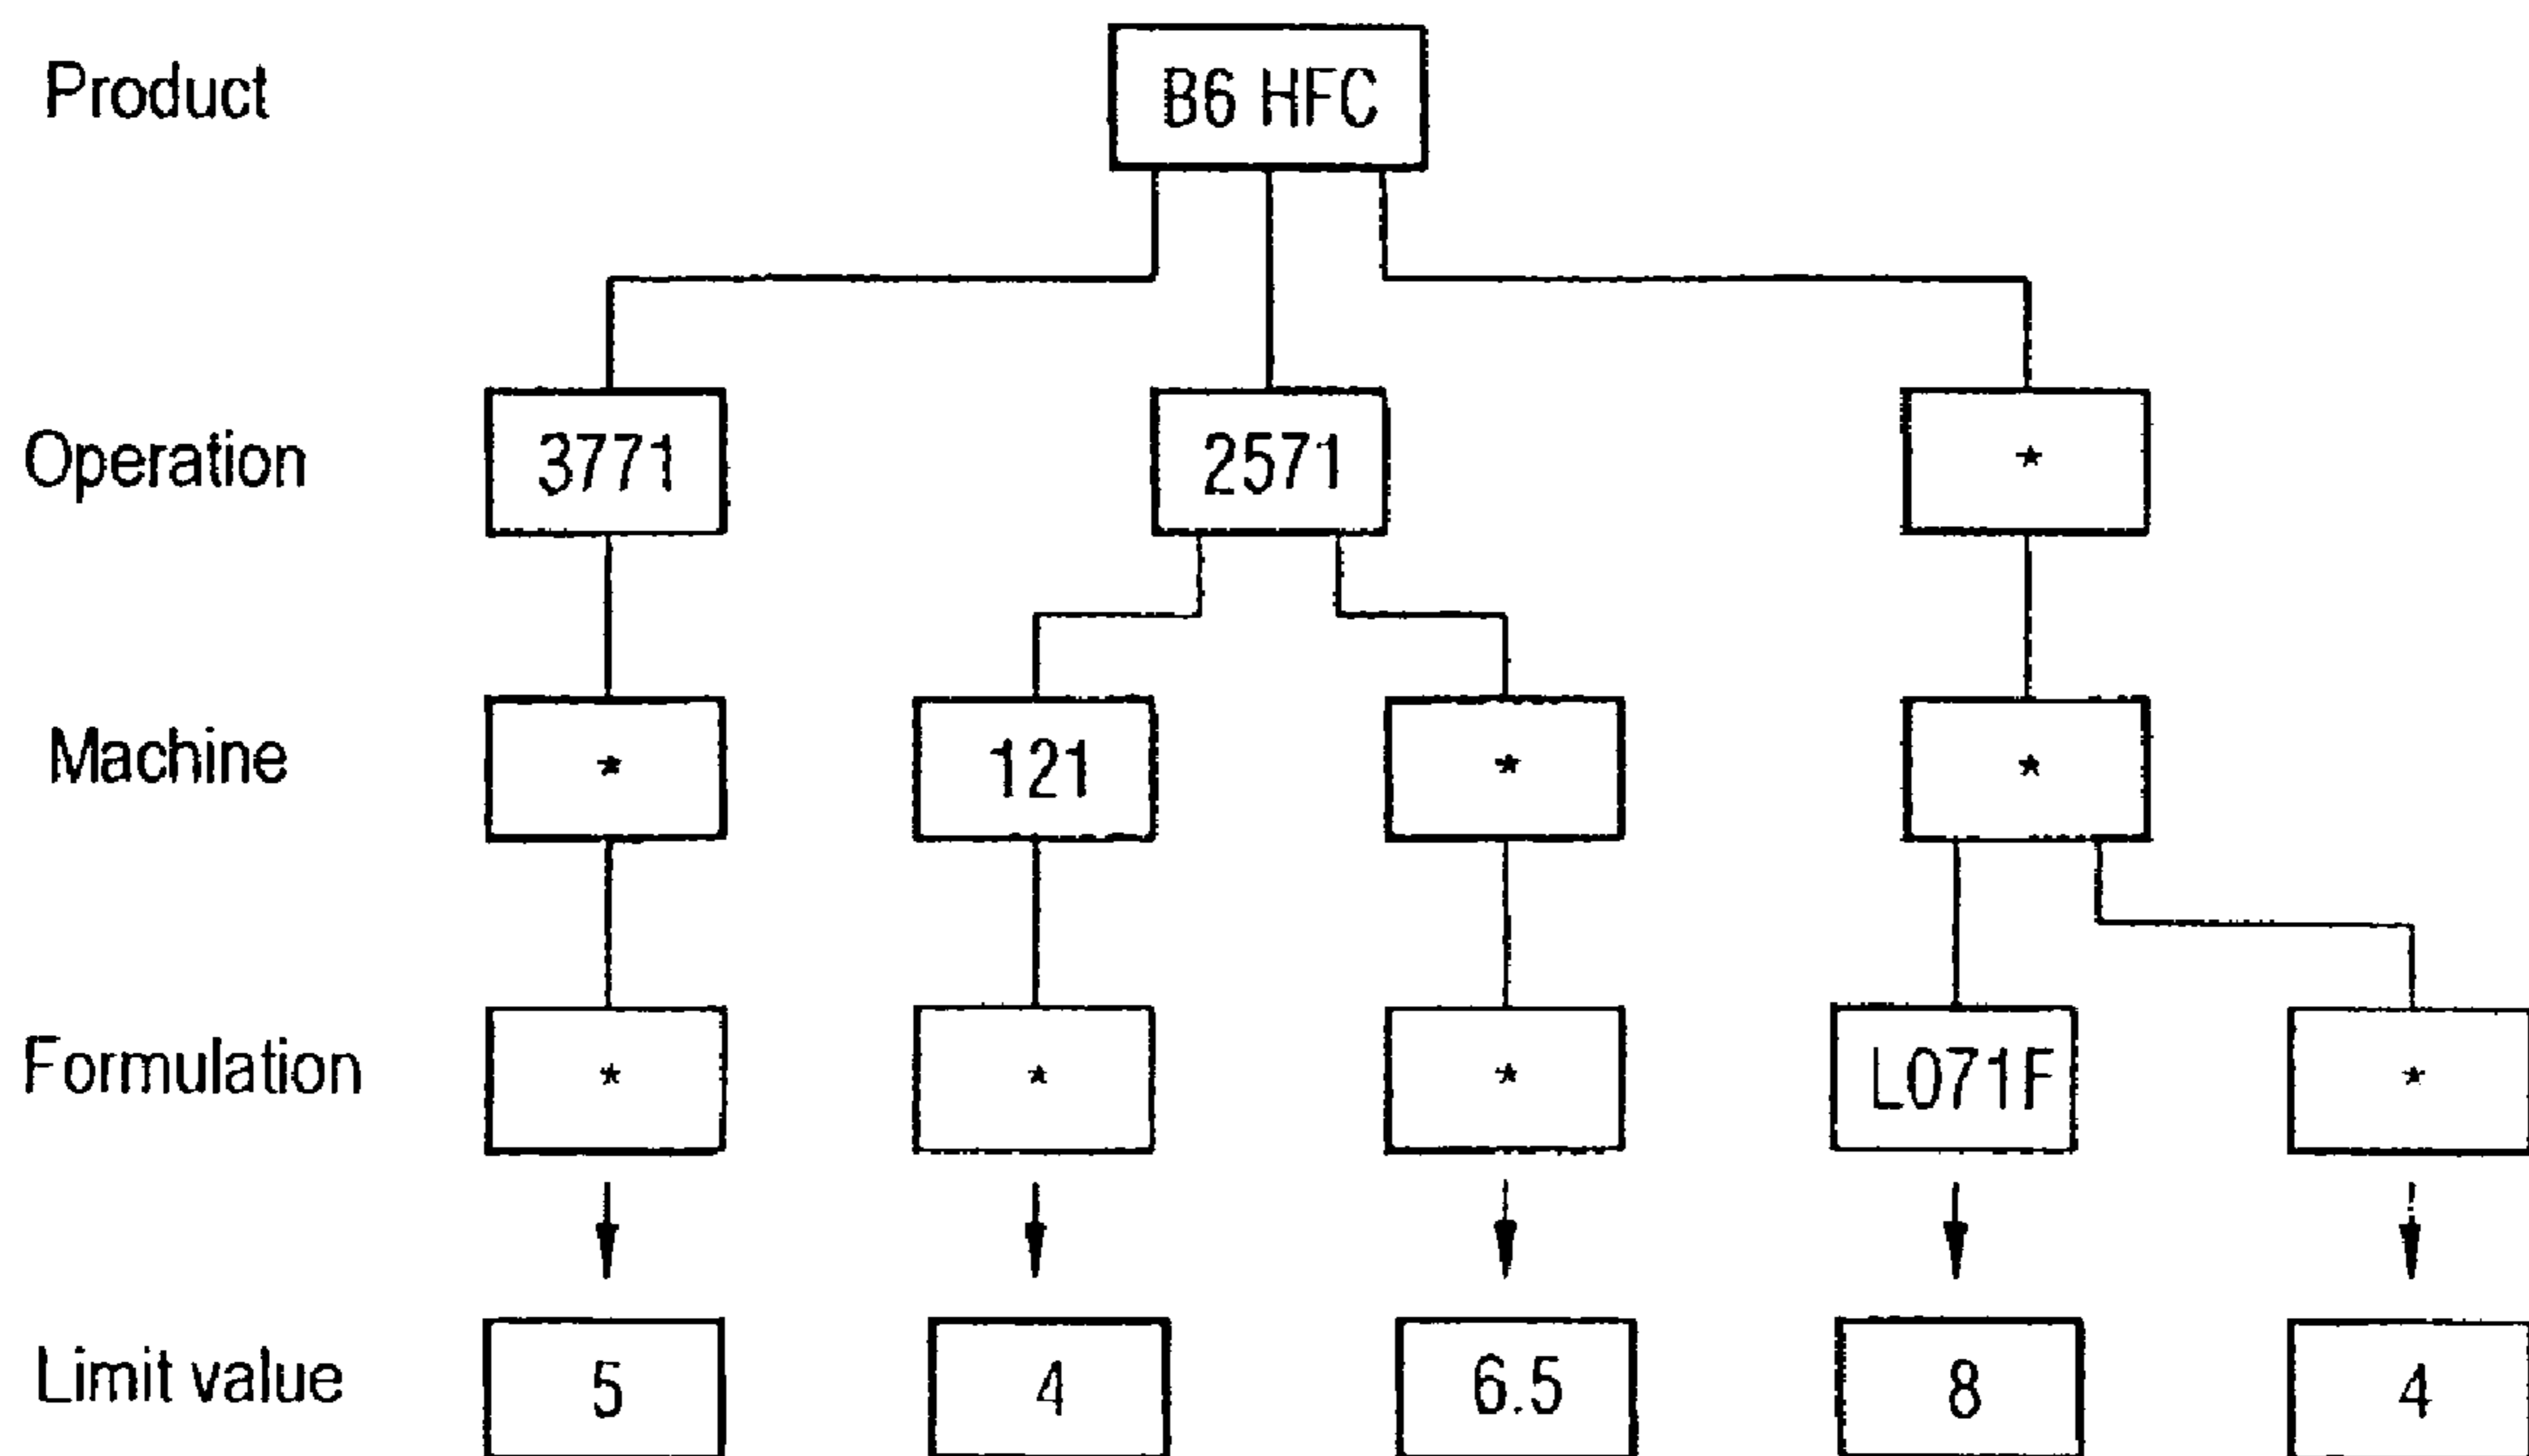 Product B6 HFC
Operation 3771 2571 *
Machine * 121 * *
Formulation * * * L071F *
Limit value 5 4 6.5 8 4